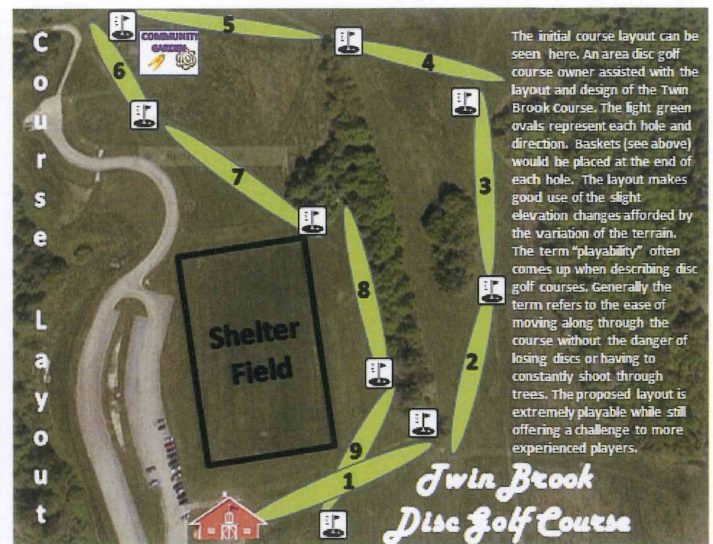 Course
Layout
COMMUNITY
GARDEN
5
4
6
7
3
8
2
9
1
Shelter
Field
The initial course layout can be
seen here. An area disc golf
course owner assisted with the
layout and design of the Twin
Brook Course. The light green
ovals represent each hole and
direction. Baskets (see above)
would be placed at the end of
each hole. The layout makes
good use of the slight
elevation changes afforded by
the variation of the terrain.
The term "playability" often
comes up when describing disc
golf courses. Generally the
term refers to the ease of
moving along through the
course without the danger of
losing discs or having to
constantly shoot through
trees. The proposed layout is
extremely playable while still
offering a challenge to more
experienced players.
Twin Brook
Disc Golf Course